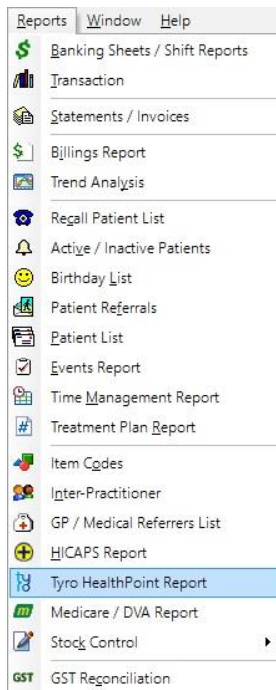 Reports Window Help
Banking Sheets / Shift Reports
Transaction
Statements / Invoices
Billings Report
Trend Analysis
Recall Patient List
Active / Inactive Patients
Birthday List
Patient Referrals
Patient List
Events Report
Time Management Report
Treatment Plan Report
Item Codes
Inter-Practitioner
GP / Medical Referrers List
HICAPS Report
Tyro HealthPoint Report
Medicare / DVA Report
Stock Control
GST GST Reconciliation